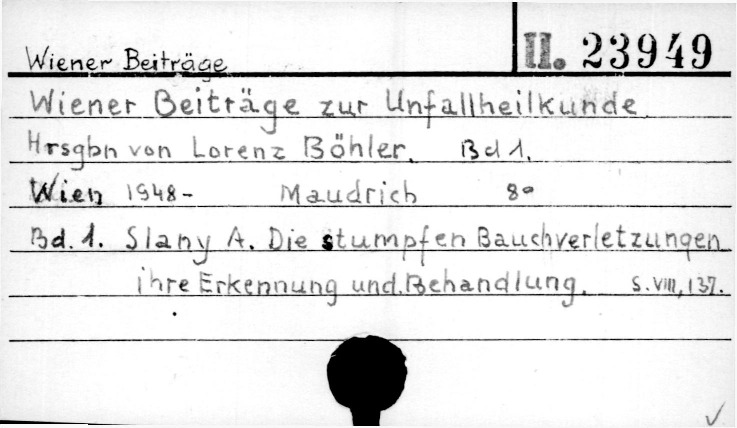 Wiener Beiträge II. 23949
Wiener Beiträge zur Unfallheilkunde
Hrsgbn von Lorenz Böhler. Bd 1.
Wien 1948- Maudrich 8°
Bd. 1. Slany A. Die stumpfen Bauchverletzungen
ihre Erkennung und Behandlung. S. VIII, 137.